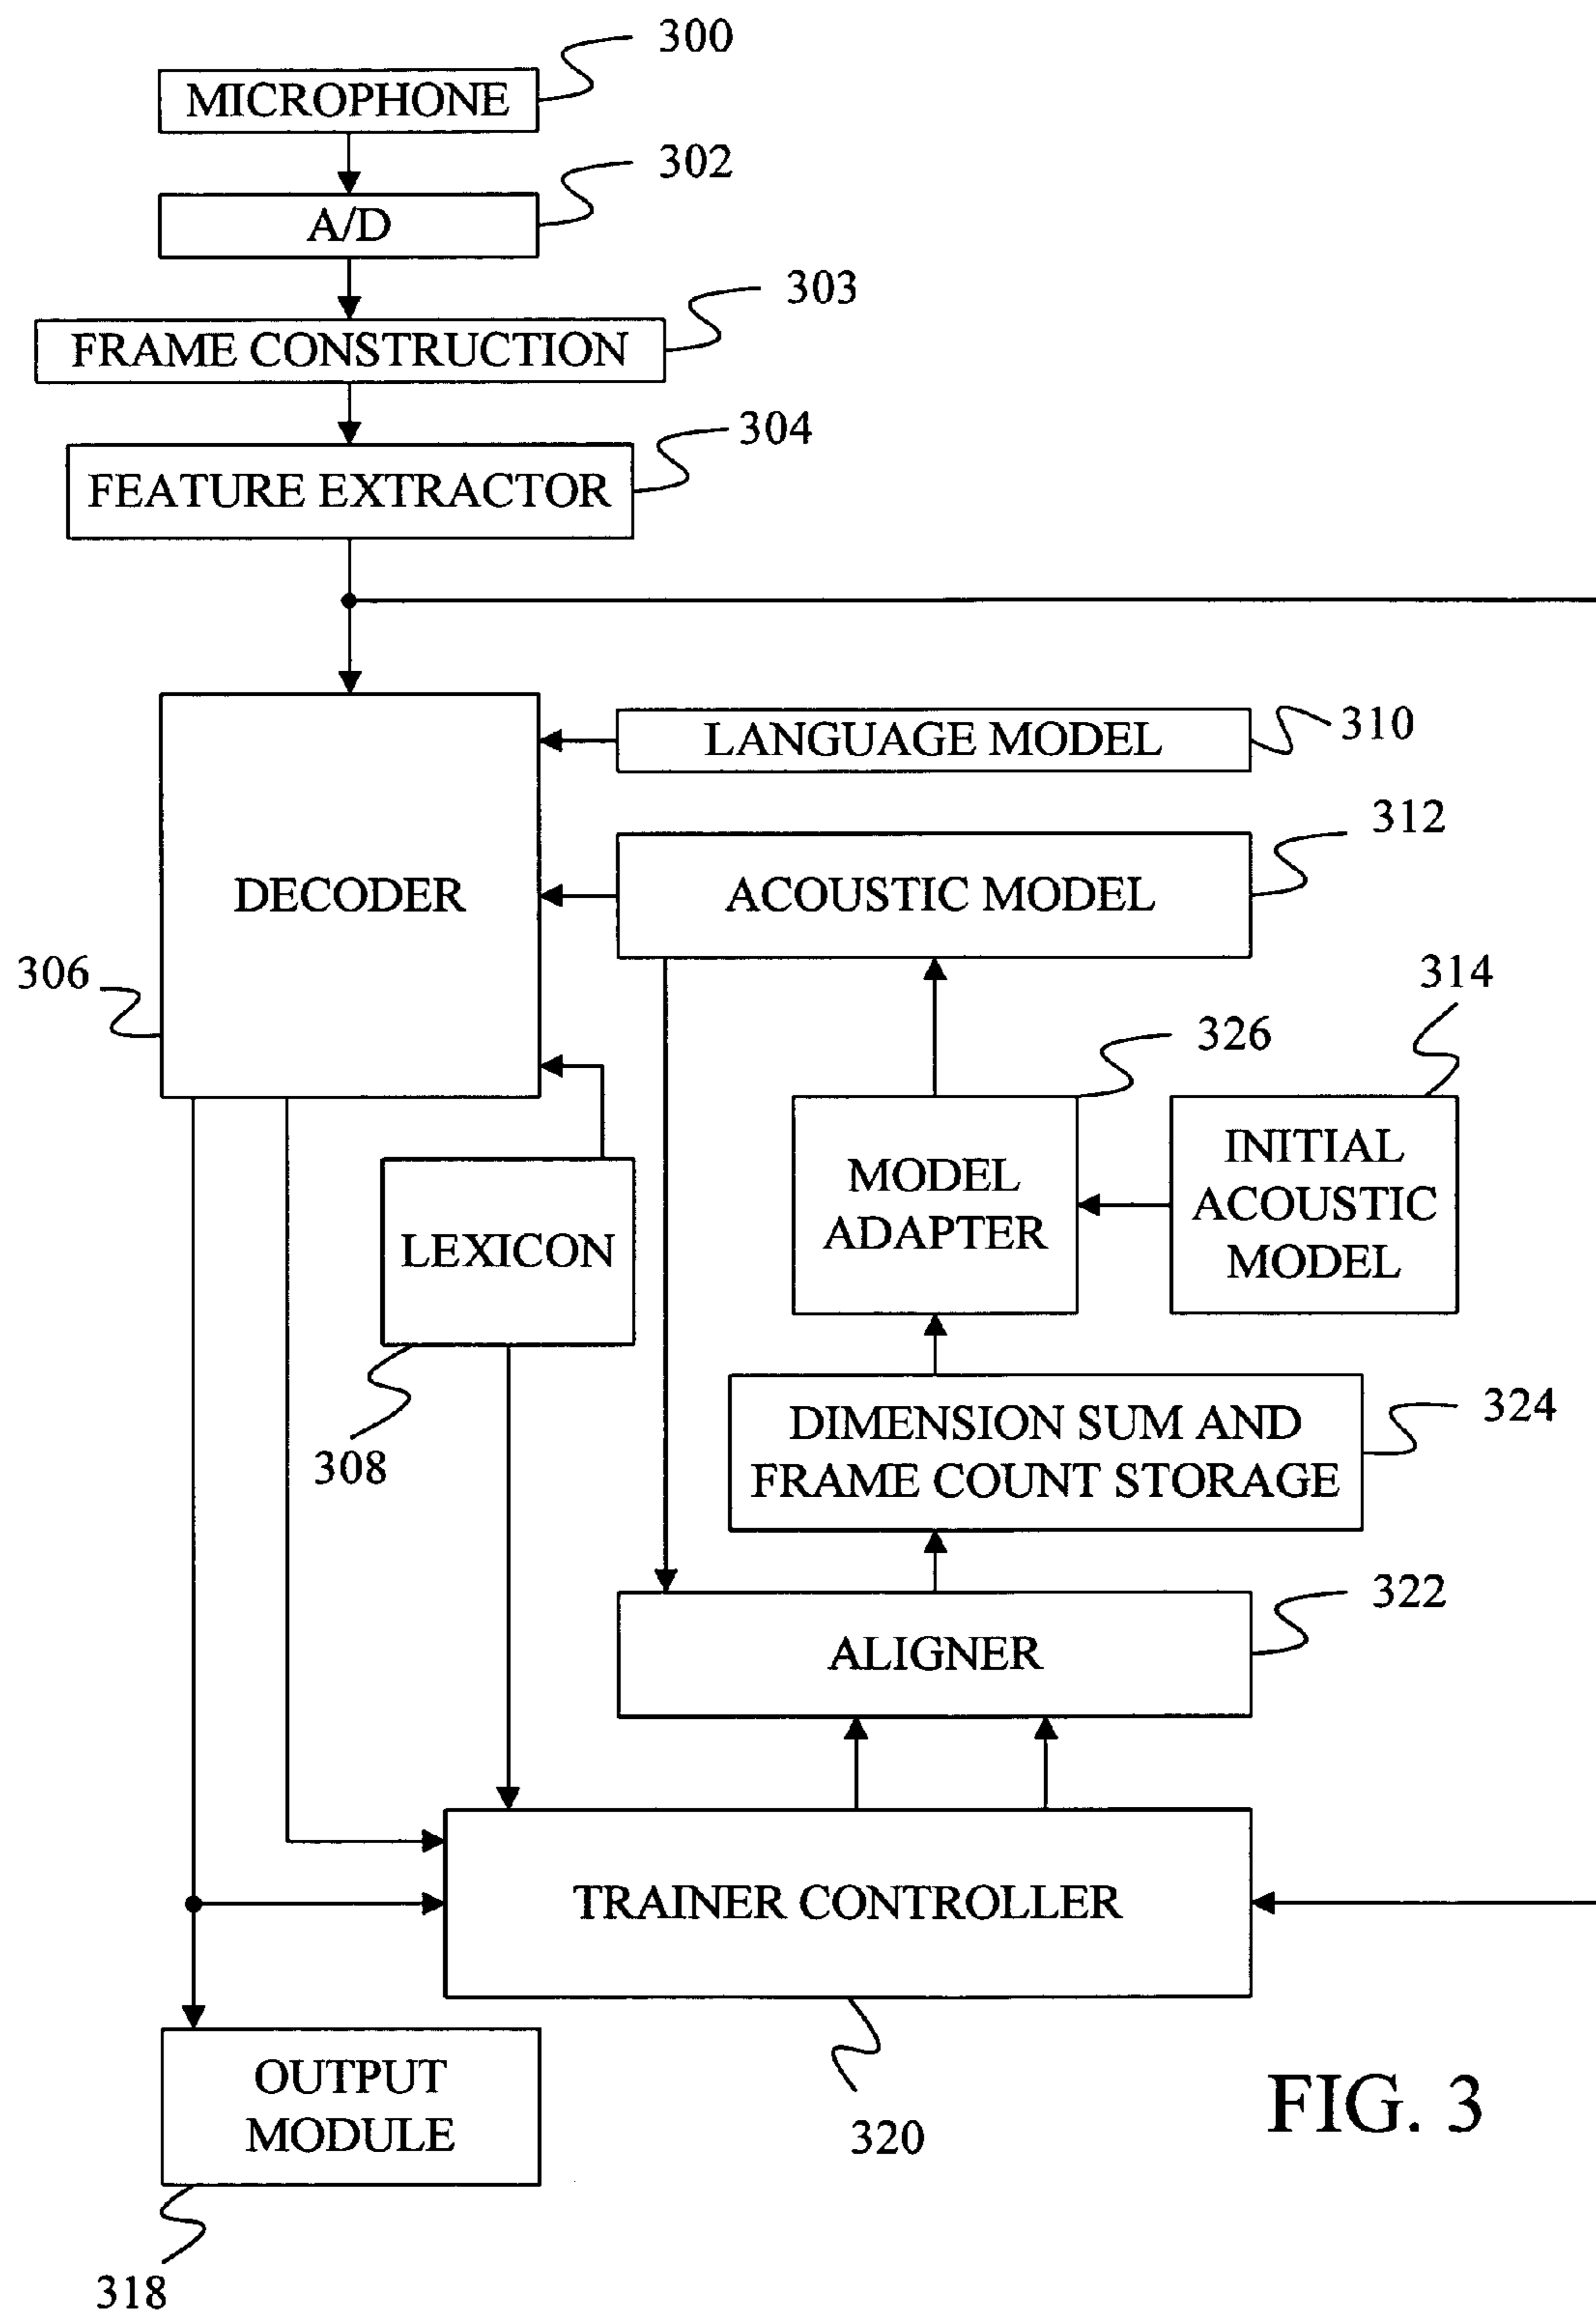 300
MICROPHONE
302
A/D
303
FRAME CONSTRUCTION
304
FEATURE EXTRACTOR
310
LANGUAGE MODEL
312
DECODER
ACOUSTIC MODEL
306
314
326
INITIAL
ACOUSTIC
MODEL
MODEL
ADAPTER
LEXICON
308
324
DIMENSION SUM AND
FRAME COUNT STORAGE
322
ALIGNER
TRAINER CONTROLLER
320
OUTPUT
MODULE
318
FIG. 3